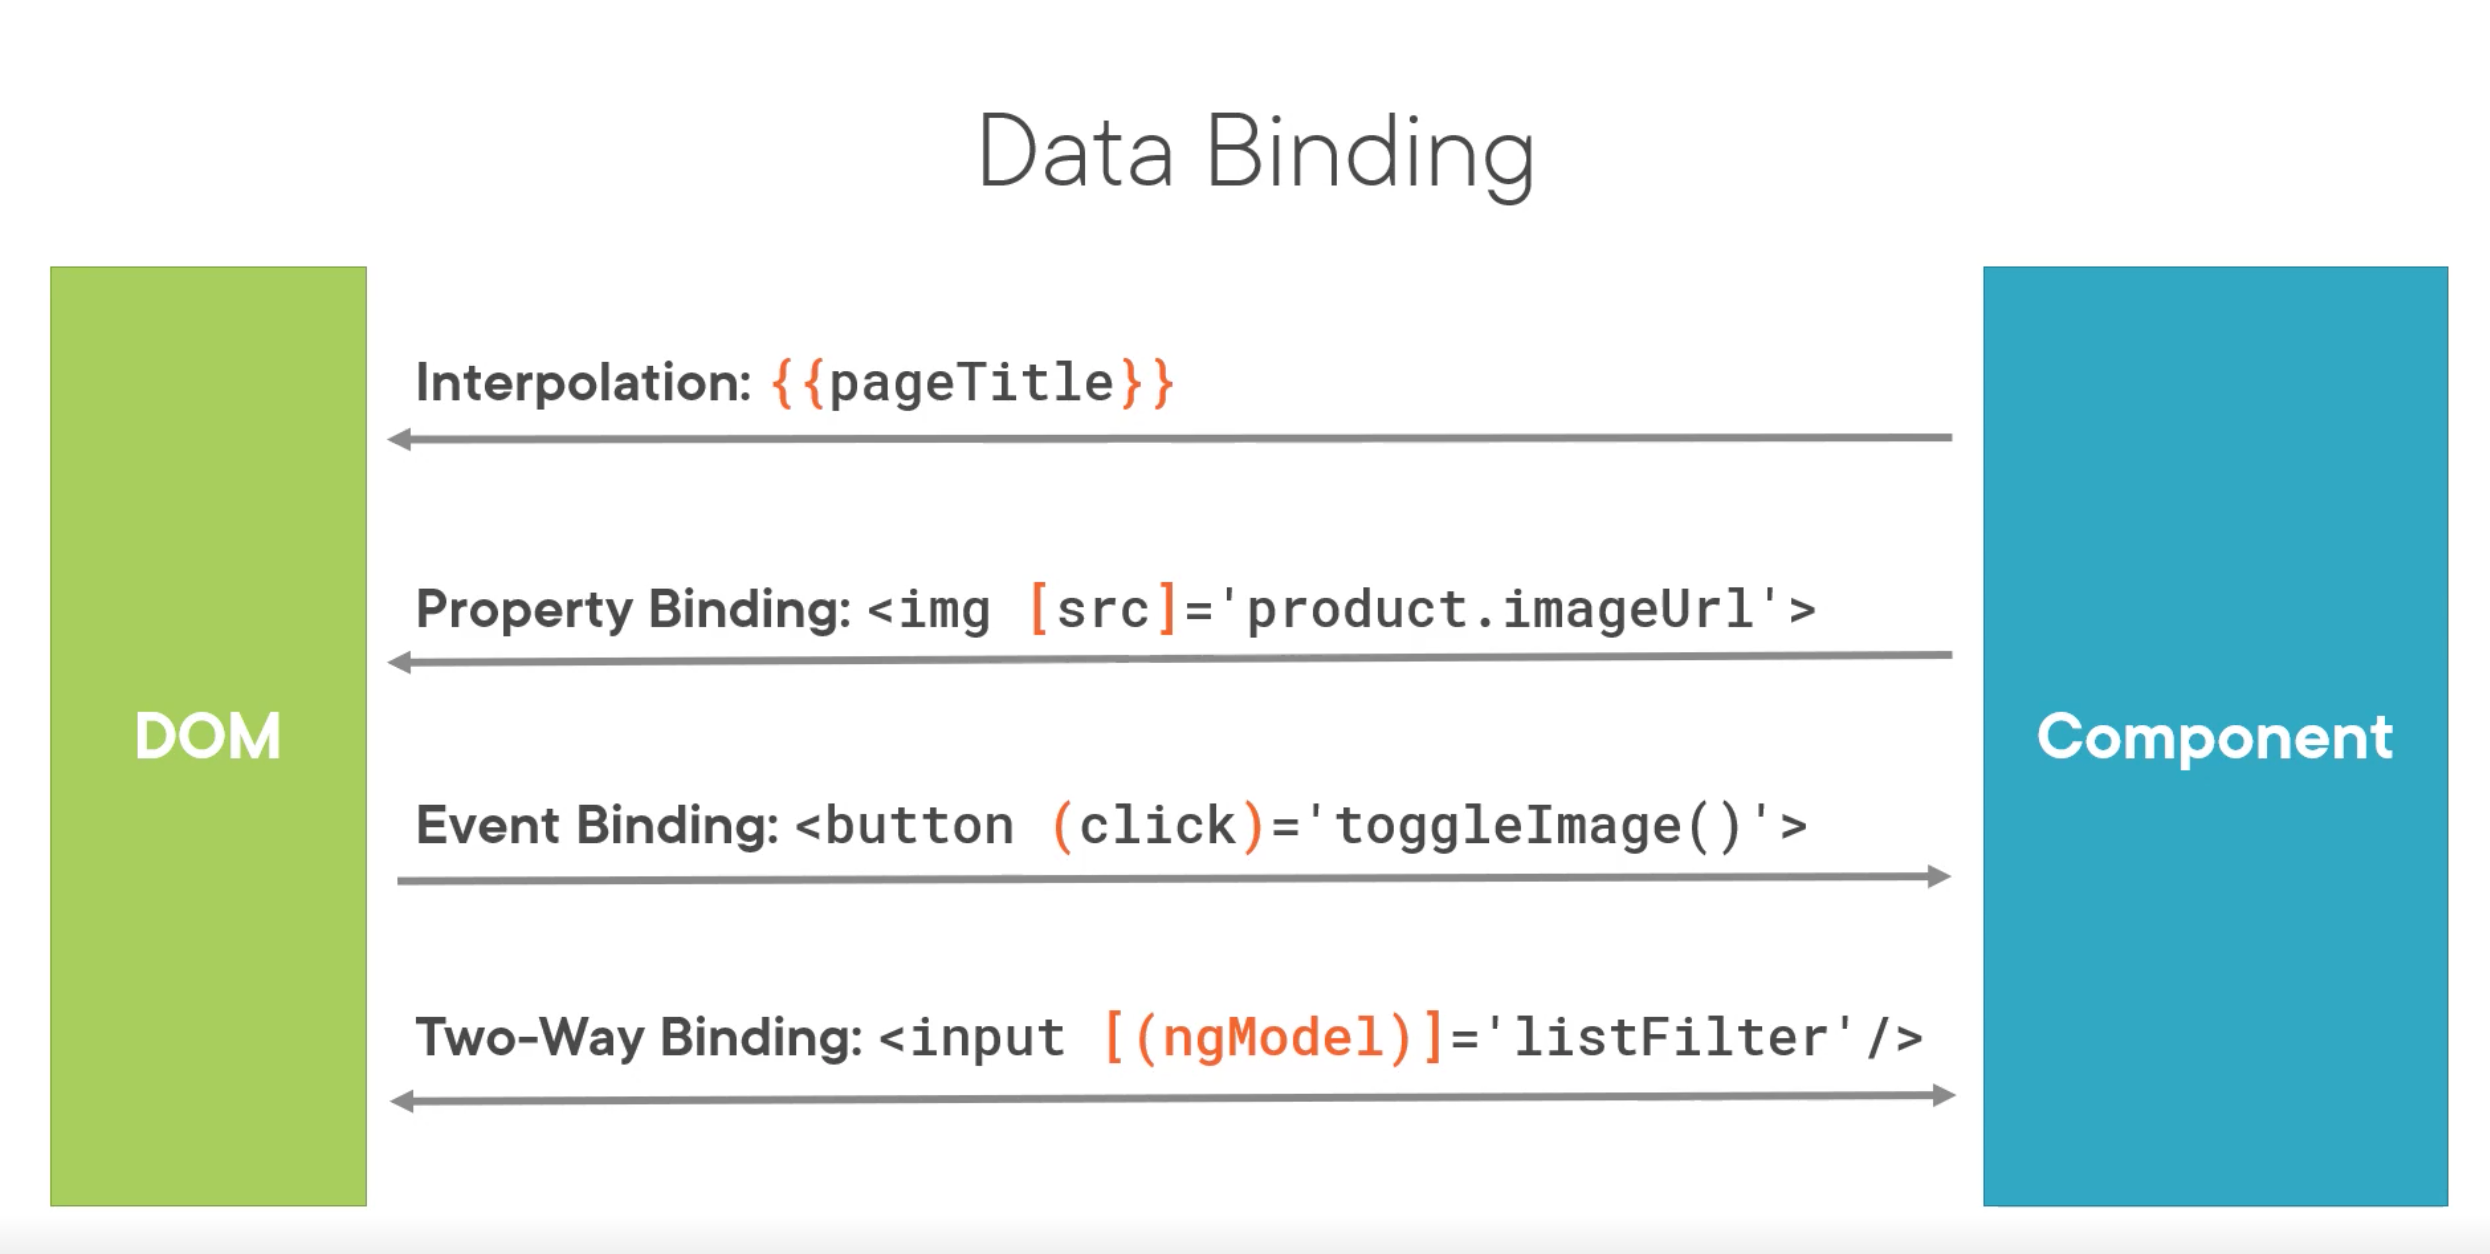 Data Binding
Interpolation: {{pageTitle}}
Property Binding: <img [src]='product.imageUrl'>
DOM
Component
Event Binding: <button (click)='toggleImage()'>
Two-Way Binding: <input [(ngModel)]='listFilter'/>